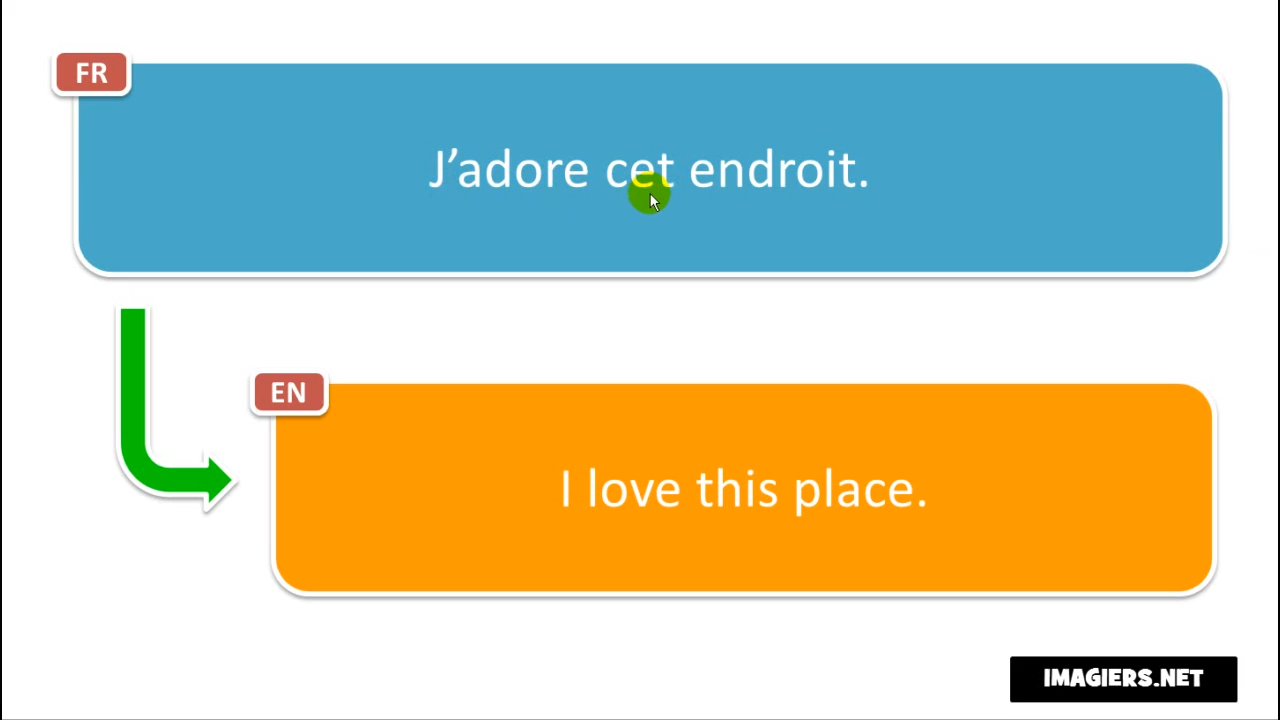 FR
J’adore cet endroit.
EN
I love this place.
IMAGIERS.NET